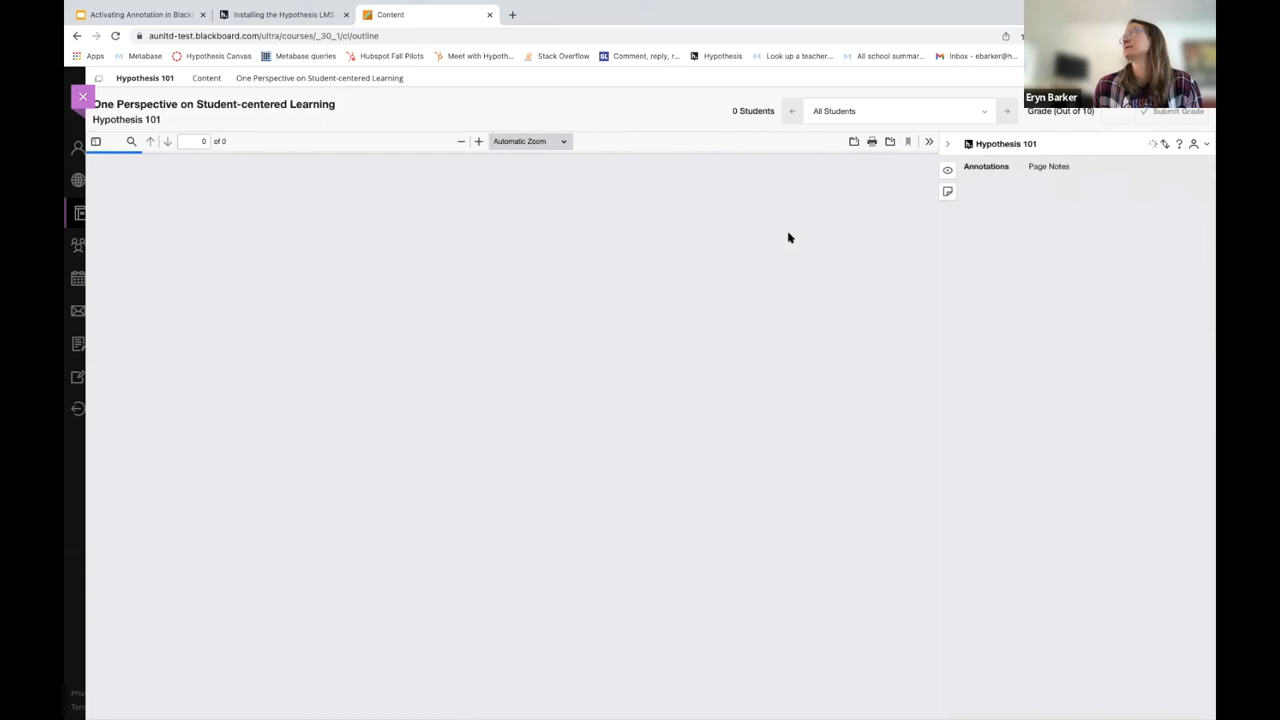 Activating Annotation in Black
Installing the Hypothesis LMS
Content
aunltd-test.blackboard.com/ultra/courses/_30_1/cl/outline
Apps
Metabase
Hypothesis Canvas
Metabase queries
Hubspot Fall Pilots
Meet with Hypoth...
Stack Overflow
Comment, reply, r...
Hypothesis
Look up a teacher...
All school summar...
Inbox - ebarker@h...
Eryn Barker
Hypothesis 101
Content
One Perspective on Student-centered Learning
One Perspective on Student-centered Learning
Hypothesis 101
0 Students
All Students
Grade (Out of 10)
Submit Grade
0 of 0
Automatic Zoom
Hypothesis 101
Annotations
Page Notes
Priv
Term